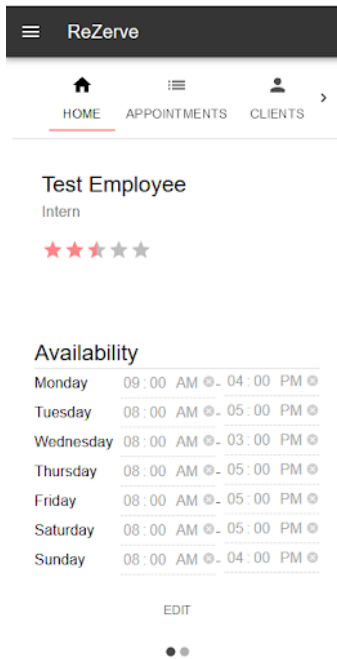 ReZerve
HOME APPOINTMENTS CLIENTS
Test Employee
Intern
Availability
Monday 09:00 AM - 04:00 PM
Tuesday 08:00 AM - 05:00 PM
Wednesday 08:00 AM - 03:00 PM
Thursday 08:00 AM - 05:00 PM
Friday 08:00 AM - 05:00 PM
Saturday 08:00 AM - 05:00 PM
Sunday 08:00 AM - 04:00 PM
EDIT